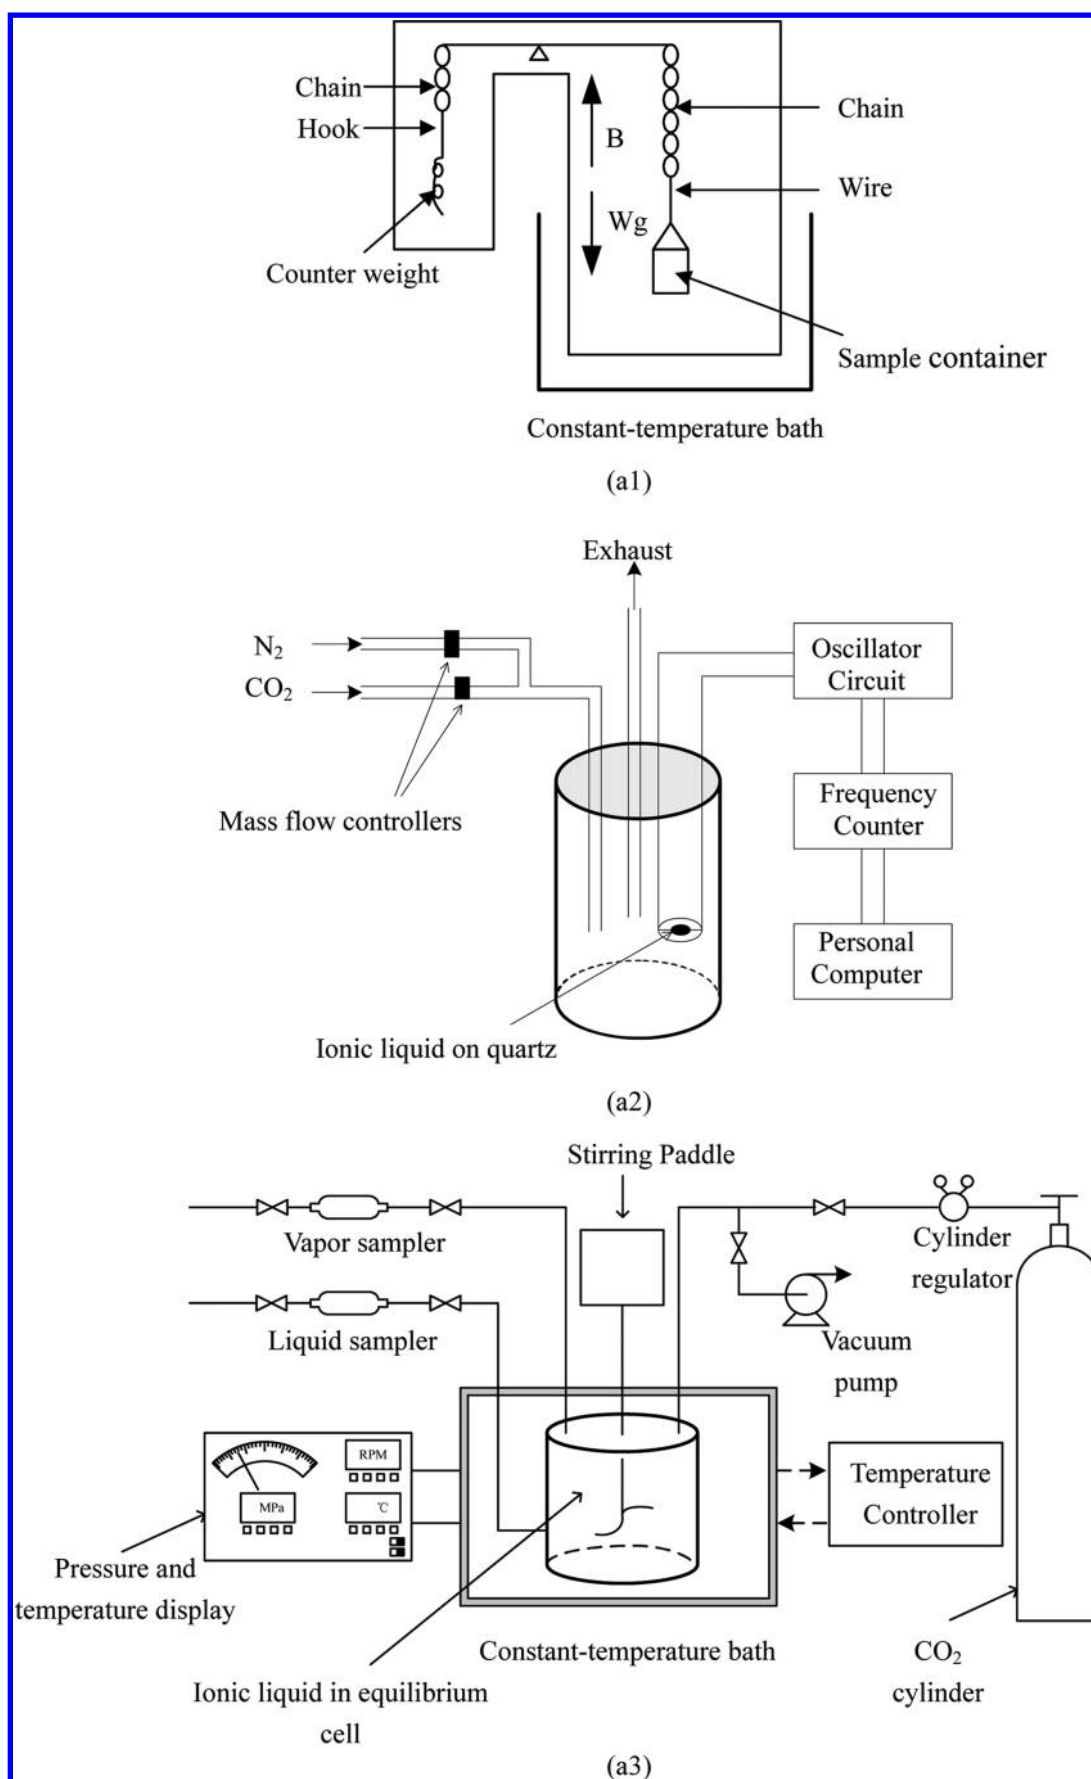 Chain
Hook
Counter weight
B
Wg
Chain
Wire
Sample container
Constant-temperature bath
(a1)
Exhaust
N₂
CO₂
Mass flow controllers
Oscillator
Circuit
Frequency
Counter
Personal
Computer
Ionic liquid on quartz
(a2)
Stirring Paddle
Vapor sampler
Liquid sampler
Cylinder
regulator
Vacuum
pump
RPM
MPa
℃
Temperature
Controller
Pressure and
temperature display
Constant-temperature bath
Ionic liquid in equilibrium
cell
CO₂
cylinder
(a3)